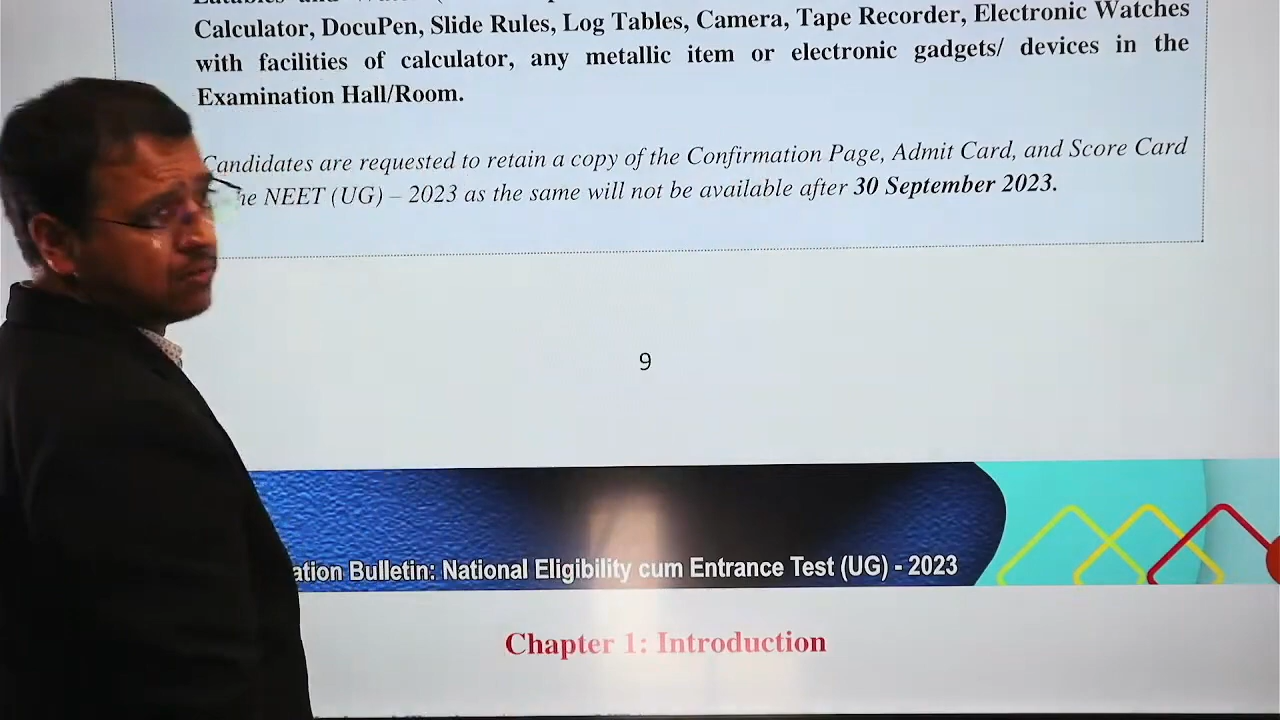 Calculator, DocuPen, Slide Rules, Log Tables, Camera, Tape Recorder, Electronic Watches
with facilities of calculator, any metallic item or electronic gadgets/ devices in the
Examination Hall/Room.
Candidates are requested to retain a copy of the Confirmation Page, Admit Card, and Score Card
NEET (UG) – 2023 as the same will not be available after 30 September 2023.
9
ation Bulletin: National Eligibility cum Entrance Test (UG) - 2023
Chapter 1: Introduction